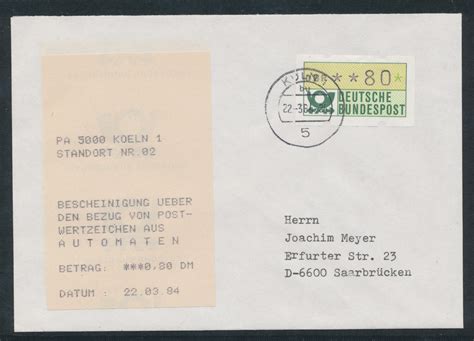 PA 5000 KOELN 1
STANDORT NR.02
BESCHEINIGUNG UEBER
DEN BEZUG VON POST-
WERTZEICHEN AUS
AUTOMATEN
BETRAG: ***0,80 DM
DATUM : 22.03.84
**80
DEUTSCHE
BUNDESPOST
5
Herrn
Joachim Meyer
Erfurter Str. 23
D-6600 Saarbrücken